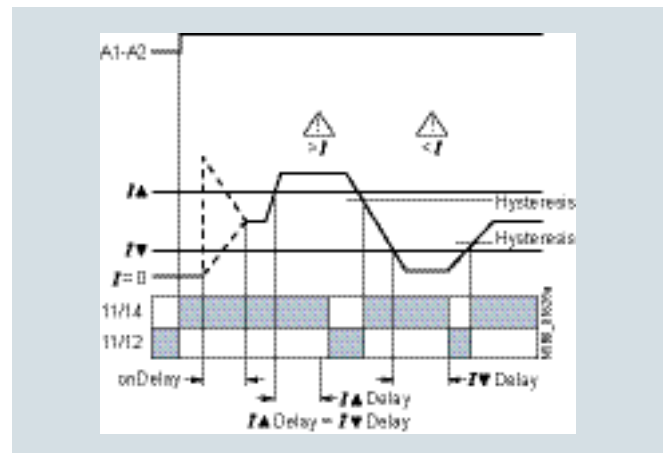 A1-A2
>I
<I
I▲
Hysteresis
I▼
Hysteresis
I=0
11/14
11/12
onDelay
I▼Delay
I▲Delay
I▲Delay = I▼Delay